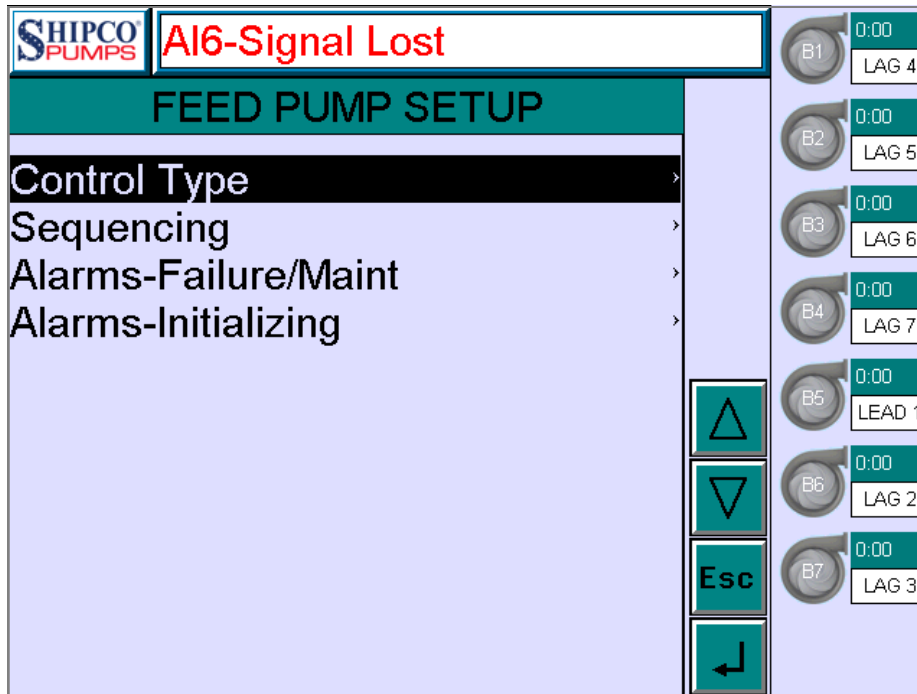 SHIPCO®
PUMPS
AI6-Signal Lost
FEED PUMP SETUP
Control Type ›
Sequencing ›
Alarms-Failure/Maint ›
Alarms-Initializing ›
Esc
B1
0:00
LAG 4
B2
0:00
LAG 5
B3
0:00
LAG 6
B4
0:00
LAG 7
B5
0:00
LEAD 1
B6
0:00
LAG 2
B7
0:00
LAG 3